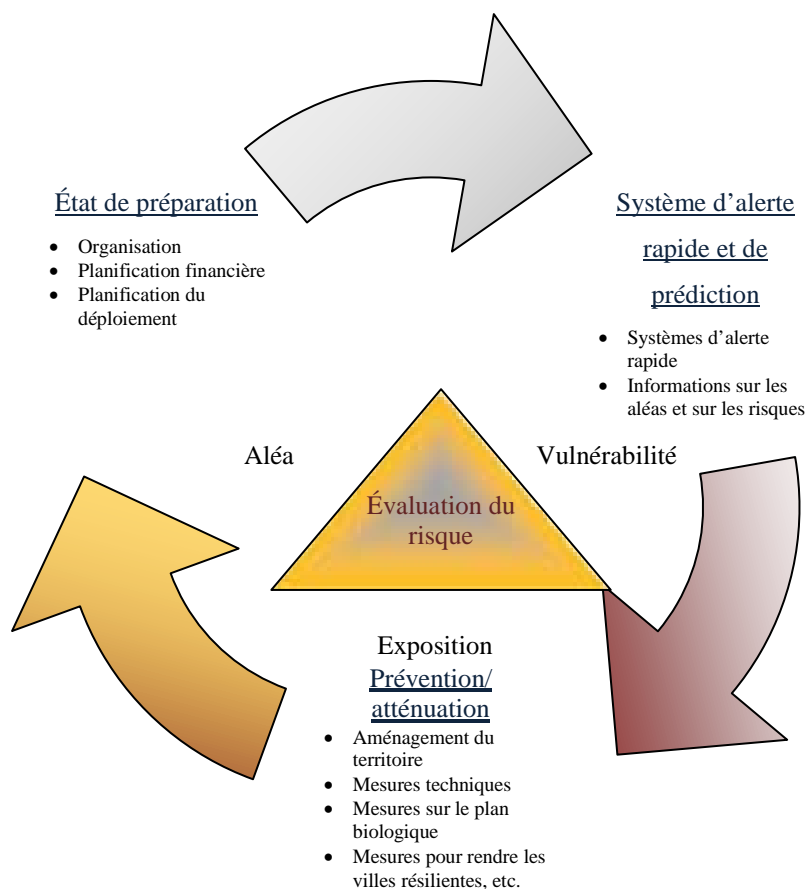 État de préparation
• Organisation
• Planification financière
• Planification du
déploiement
Système d’alerte
rapide et de
prédiction
• Systèmes d’alerte
rapide
• Informations sur les
aléas et sur les risques
Aléa
Vulnérabilité
Évaluation du
risque
Exposition
Prévention/
atténuation
• Aménagement du
territoire
• Mesures techniques
• Mesures sur le plan
biologique
• Mesures pour rendre les
villes résilientes, etc.